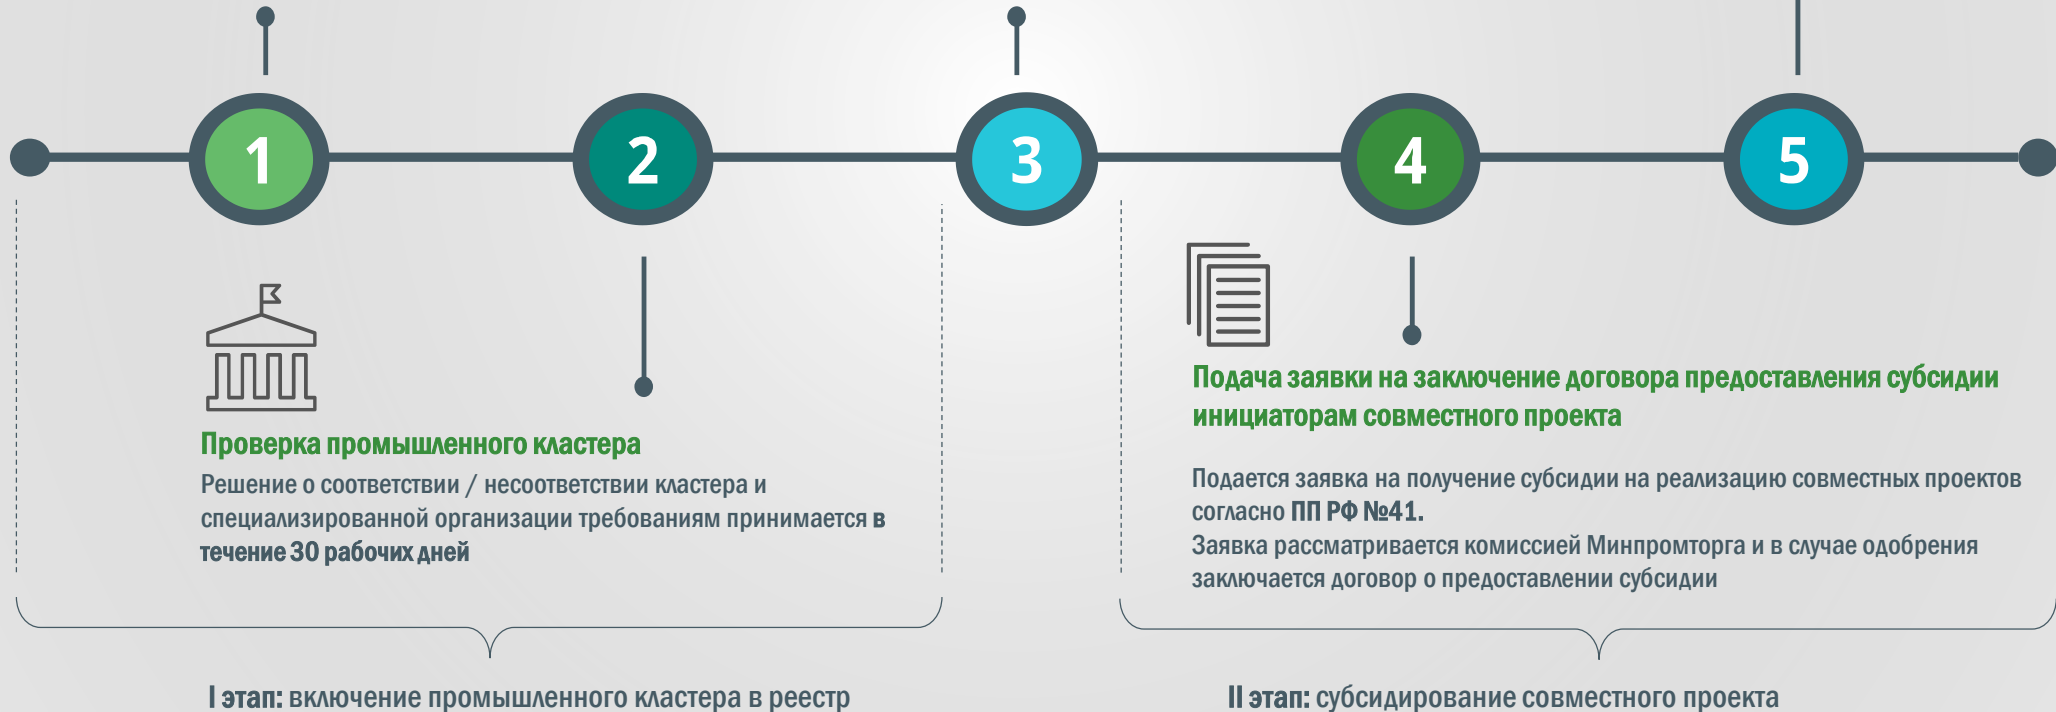 1
2
3
4
5
Проверка промышленного кластера
Решение о соответствии / несоответствии кластера и
специализированной организации требованиям принимается в
течение 30 рабочих дней
Подача заявки на заключение договора предоставления субсидии
инициаторам совместного проекта
Подается заявка на получение субсидии на реализацию совместных проектов
согласно ПП РФ №41.
Заявка рассматривается комиссией Минпромторга и в случае одобрения
заключается договор о предоставлении субсидии
I этап: включение промышленного кластера в реестр
II этап: субсидирование совместного проекта